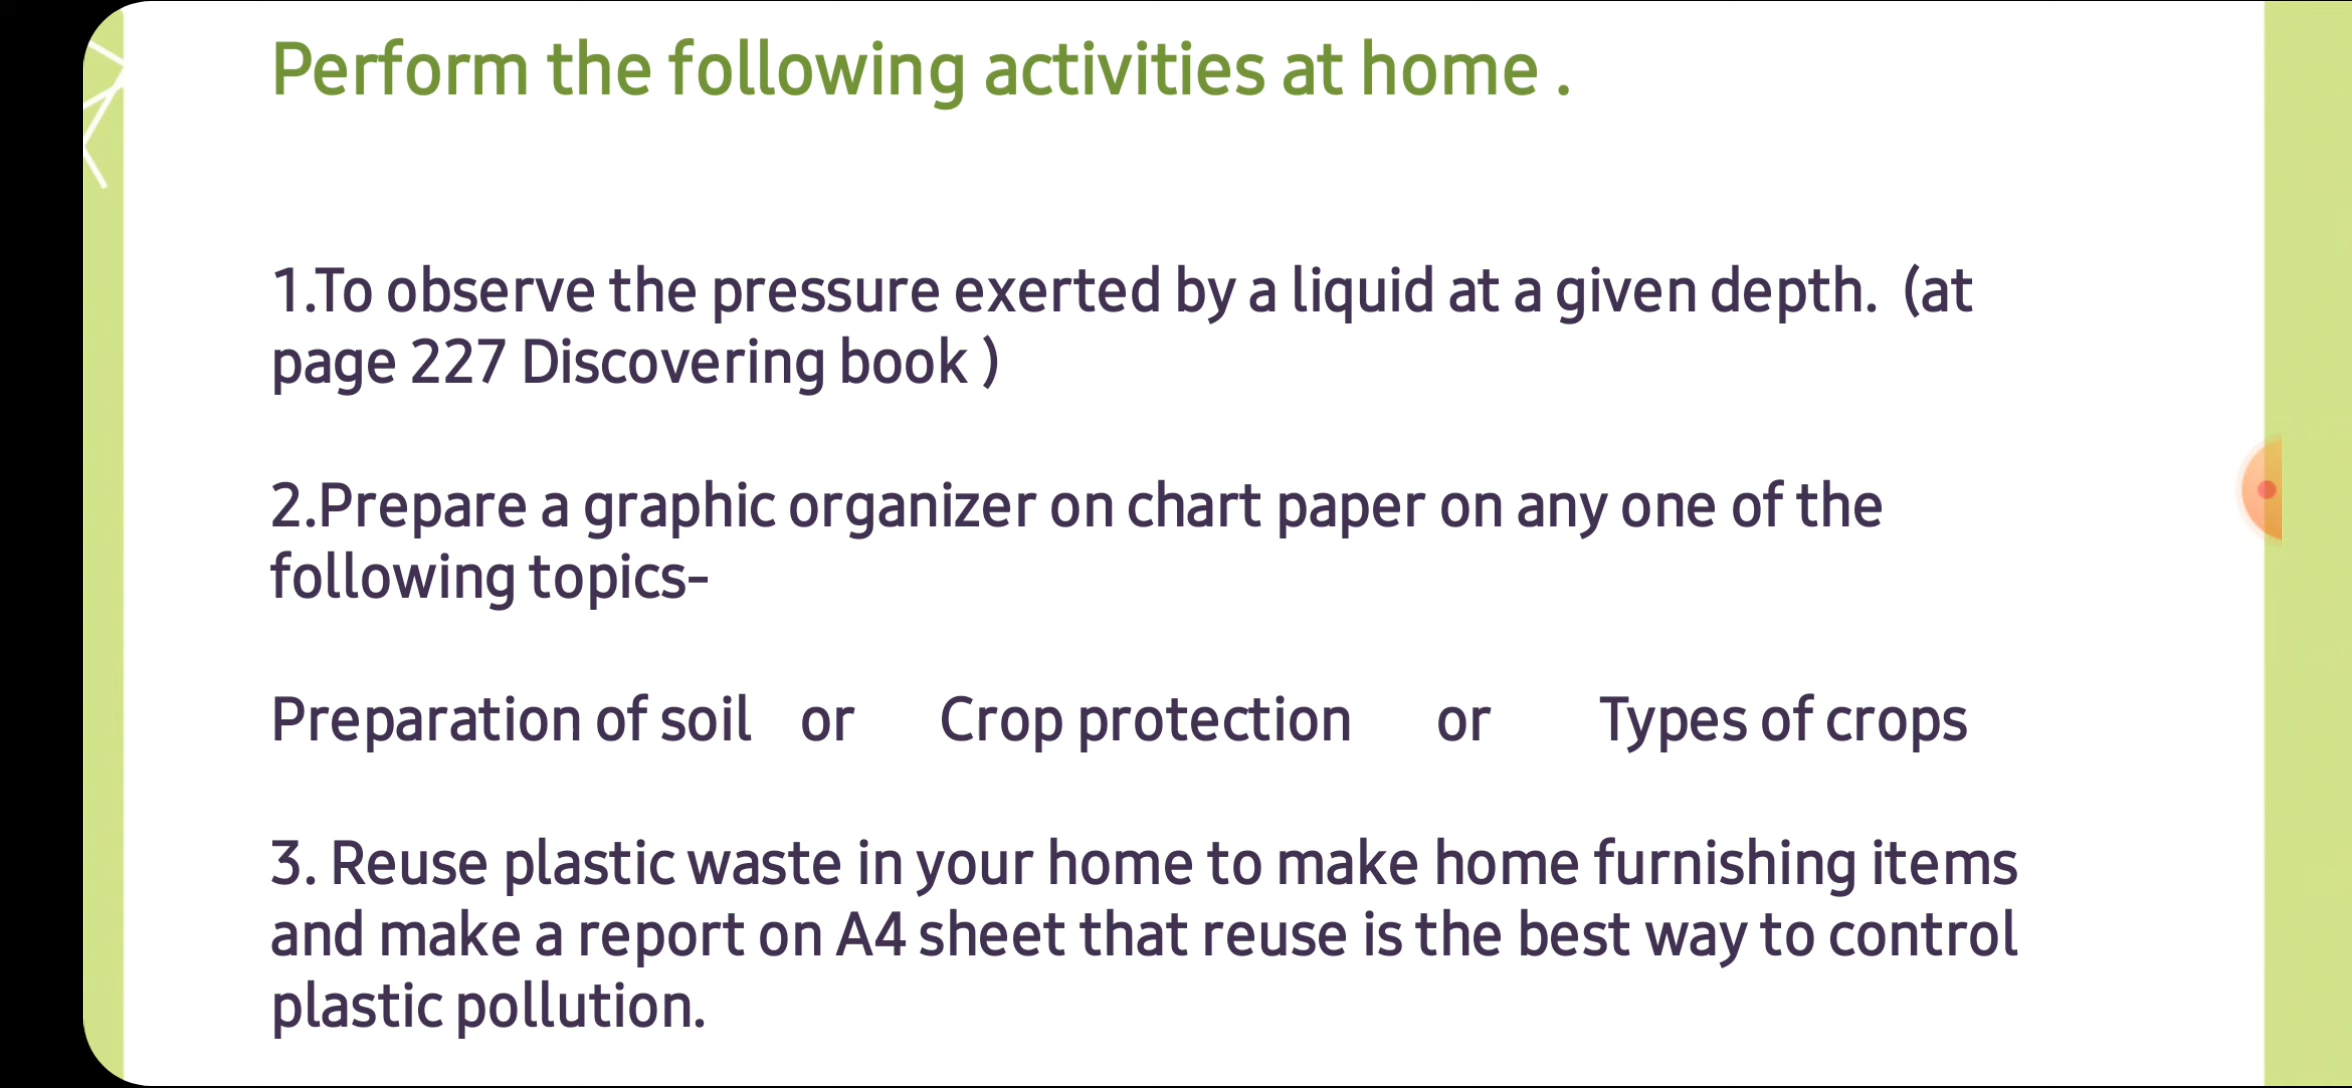 Perform the following activities at home .
1.To observe the pressure exerted by a liquid at a given depth.  (at
page 227 Discovering book )
2.Prepare a graphic organizer on chart paper on any one of the
following topics-
Preparation of soil   or     Crop protection     or      Types of crops
3. Reuse plastic waste in your home to make home furnishing items
and make a report on A4 sheet that reuse is the best way to control
plastic pollution.